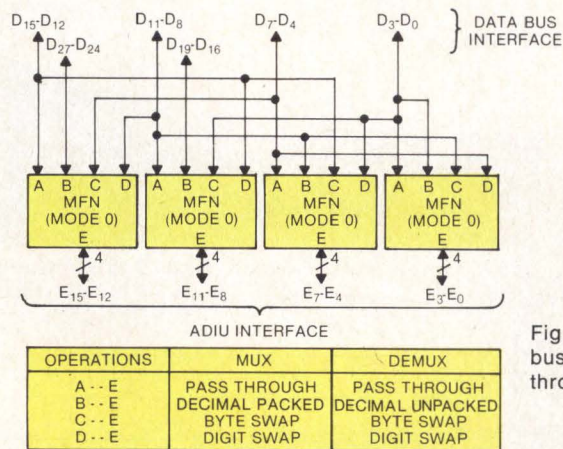 D15-D12 D11-D8 D7-D4 D3-D0 DATA BUS
D27-D24 D19-D16 INTERFACE
A B C D A B C D A B C D A B C D
MFN MFN MFN MFN
(MODE 0) (MODE 0) (MODE 0) (MODE 0)
E E E E
4 4 4 4
E15-E12 E11-E8 E7-E4 E3-E0
ADIU INTERFACE
Fig
bus
thro
OPERATIONS MUX DEMUX
A - - E PASS THROUGH PASS THROUGH
B - - E DECIMAL PACKED DECIMAL UNPACKED
C - - E BYTE SWAP BYTE SWAP
D - - E DIGIT SWAP DIGIT SWAP